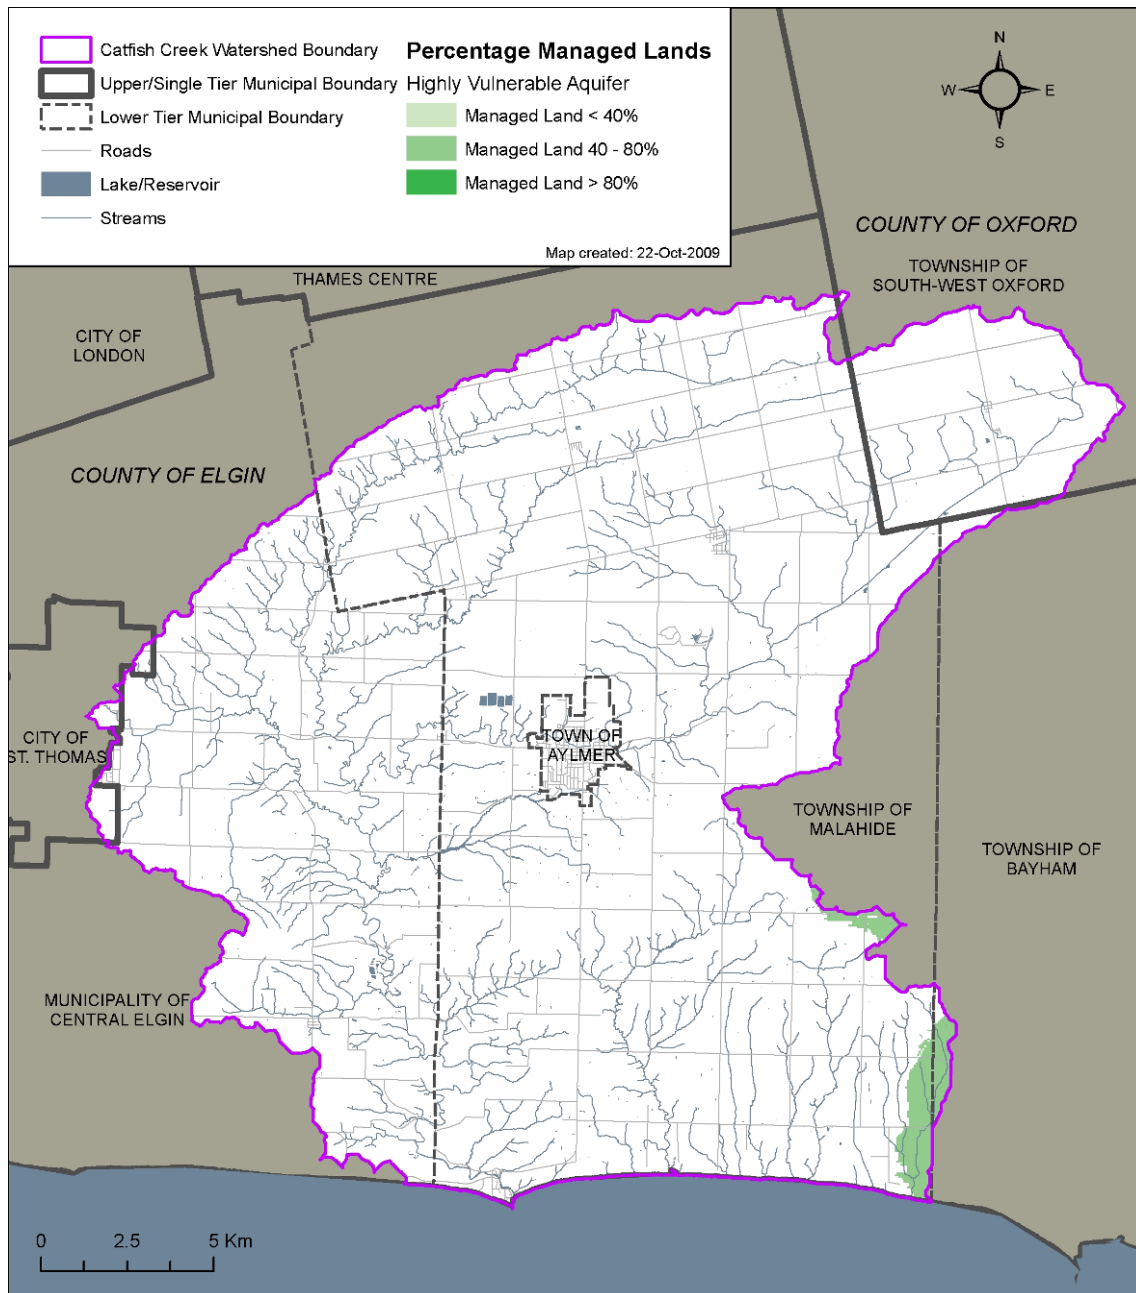 Catfish Creek Watershed Boundary
Upper/Single Tier Municipal Boundary
Lower Tier Municipal Boundary
Roads
Lake/Reservoir
Streams
Percentage Managed Lands
Highly Vulnerable Aquifer
Managed Land < 40%
Managed Land 40 - 80%
Managed Land > 80%
Map created: 22-Oct-2009
N
W
E
S
COUNTY OF OXFORD
TOWNSHIP OF
SOUTH-WEST OXFORD
THAMES CENTRE
CITY OF
LONDON
COUNTY OF ELGIN
CITY OF
ST. THOMAS
TOWN OF
AYLMER
TOWNSHIP OF
MALAHIDE
TOWNSHIP OF
BAYHAM
MUNICIPALITY OF
CENTRAL ELGIN
0 2.5 5 Km